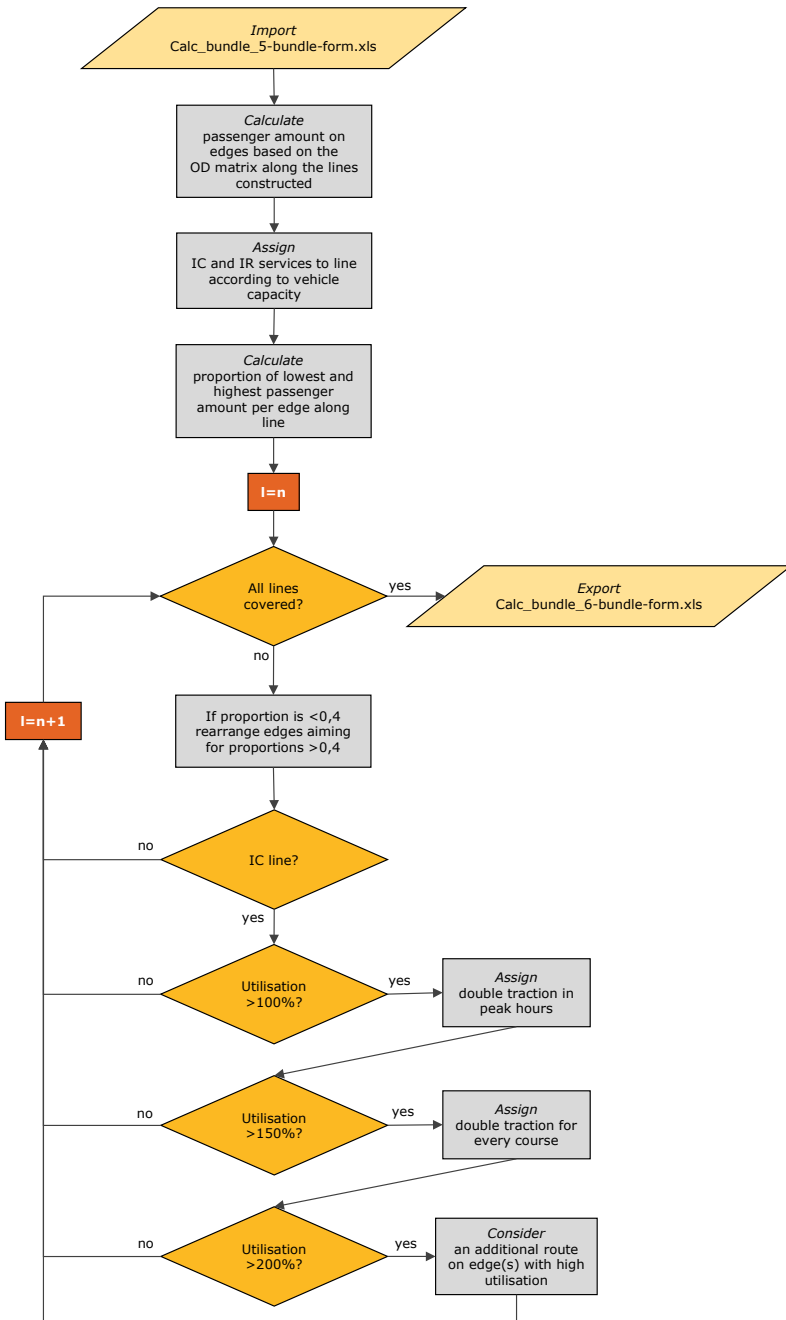 Import
Calc_bundle_5-bundle-form.xls
Calculate
passenger amount on
edges based on the
OD matrix along the lines
constructed
Assign
IC and IR services to line
according to vehicle
capacity
Calculate
proportion of lowest and
highest passenger
amount per edge along
line
l=n
All lines
covered?
yes
Export
Calc_bundle_6-bundle-form.xls
no
l=n+1
If proportion is <0,4
rearrange edges aiming
for proportions >0,4
no
IC line?
yes
no
Utilisation
>100%?
yes
Assign
double traction in
peak hours
no
Utilisation
>150%?
yes
Assign
double traction for
every course
no
Utilisation
>200%?
yes
Consider
an additional route
on edge(s) with high
utilisation